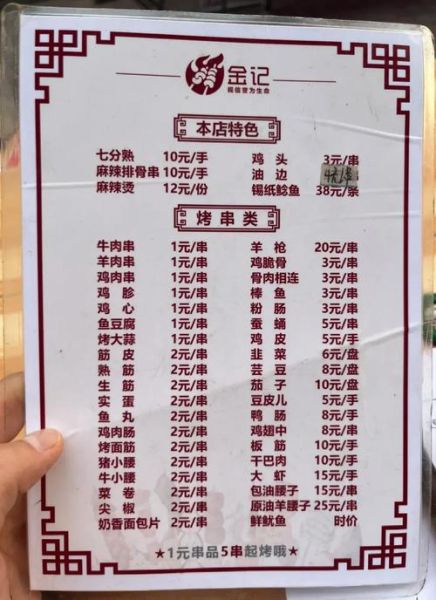 金记
视信誉为生命
本店特色
七分熟 10元/手 鸡头 3元/串
麻辣排骨串 10元/手 油边 4元/串
麻辣烫 12元/份 锡纸鲶鱼 38元/条
烤串类
牛肉串 1元/串 羊枪 20元/串
羊肉串 1元/串 鸡脆骨 3元/串
鸡肉串 1元/串 骨肉相连 3元/串
鸡胗 1元/串 棒鱼 3元/串
鸡心 1元/串 粉肠 3元/串
鱼豆腐 1元/串 蚕蛹 5元/串
烤大蒜 1元/串 鸡皮 5元/手
筋皮 2元/串 韭菜 6元/盘
熟筋 2元/串 芸豆 8元/盘
生筋 2元/串 茄子 10元/盘
实蛋 2元/串 豆皮儿 5元/手
鱼丸 2元/串 鸭肠 8元/手
鸡肉肠 2元/串 鸡翅中 8元/串
烤面筋 2元/串 板筋 10元/手
猪小腰 2元/串 干巴肉 10元/手
牛小腰 2元/串 大虾 15元/手
菜卷 2元/串 包油腰子 15元/串
尖椒 2元/串 原油羊腰子 25元/串
奶香面包片 2元/串 鲜鱿鱼 时价
★1元串品5串起烤哦★